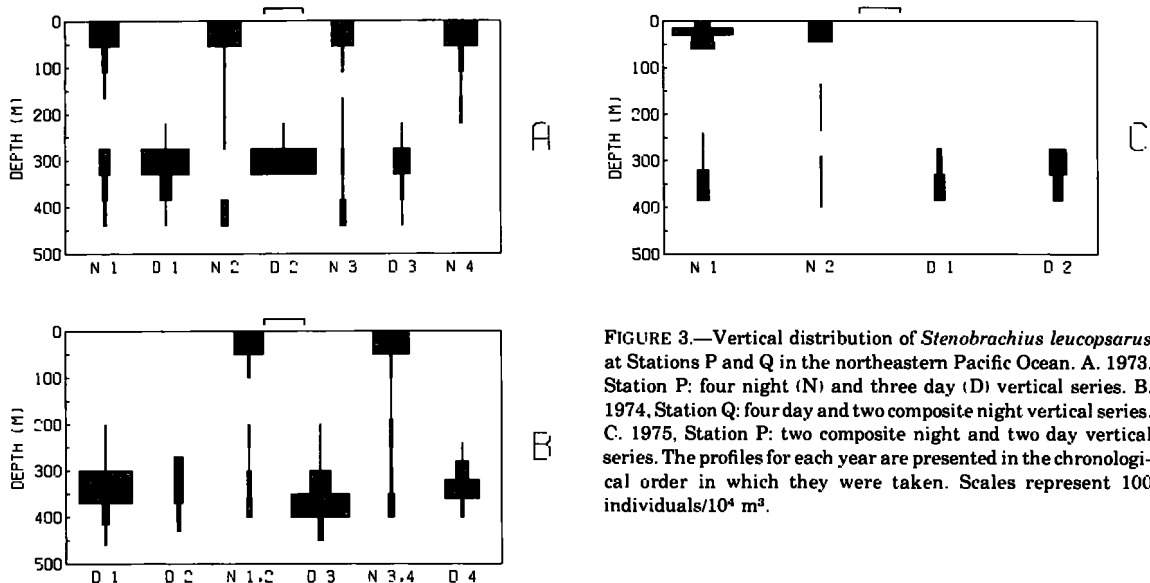 0
100
200
300
400
500
DEPTH (M)
N 1 D 1 N 2 D 2 N 3 D 3 N 4
A
0
100
200
300
400
500
DEPTH (M)
N 1 N 2 D 1 D 2
C
0
100
200
300
400
500
DEPTH (M)
D 1 D 2 N 1,2 D 3 N 3,4 D 4
B
FIGURE 3.—Vertical distribution of Stenobrachius leucopsarus
at Stations P and Q in the northeastern Pacific Ocean. A. 1973,
Station P: four night (N) and three day (D) vertical series. B.
1974, Station Q: four day and two composite night vertical series.
C. 1975, Station P: two composite night and two day vertical
series. The profiles for each year are presented in the chronologi-
cal order in which they were taken. Scales represent 100
individuals/10⁴ m³.